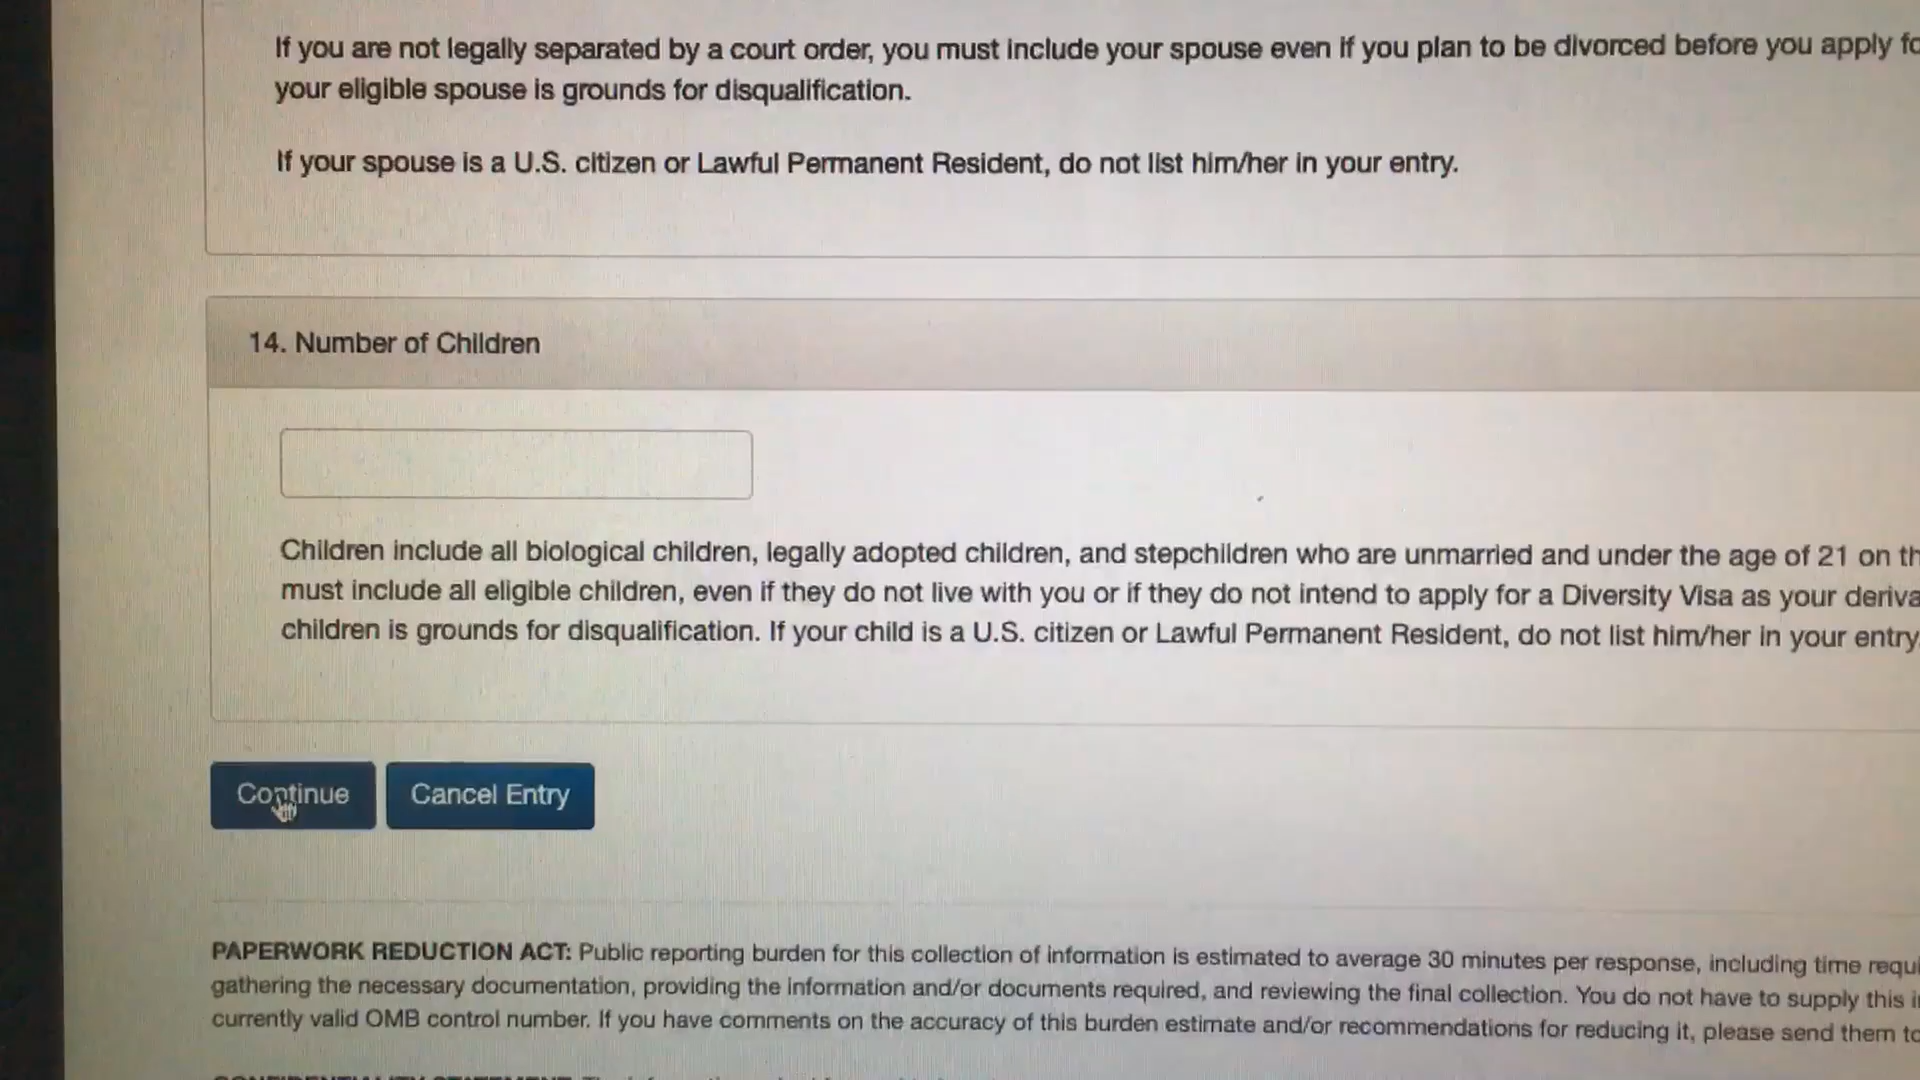 If you are not legally separated by a court order, you must include your spouse even if you plan to be divorced before you apply
your eligible spouse is grounds for disqualification.
If your spouse is a U.S. citizen or Lawful Permanent Resident, do not list him/her in your entry.
14. Number of Children
Children include all biological children, legally adopted children, and stepchildren who are unmarried and under the age of 21 on
must include all eligible children, even if they do not live with you or if they do not intend to apply for a Diversity Visa as your
children is grounds for disqualification. If your child is a U.S. citizen or Lawful Permanent Resident, do not list him/her in your entry.
Continue
Cancel Entry
PAPERWORK REDUCTION ACT: Public reporting burden for this collection of information is estimated to average 30 minutes per response, including time
gathering the necessary documentation, providing the information and/or documents required, and reviewing the final collection. You do not have to supply this
currently valid OMB control number. If you have comments on the accuracy of this burden estimate and/or recommendations for reducing it, please send them to